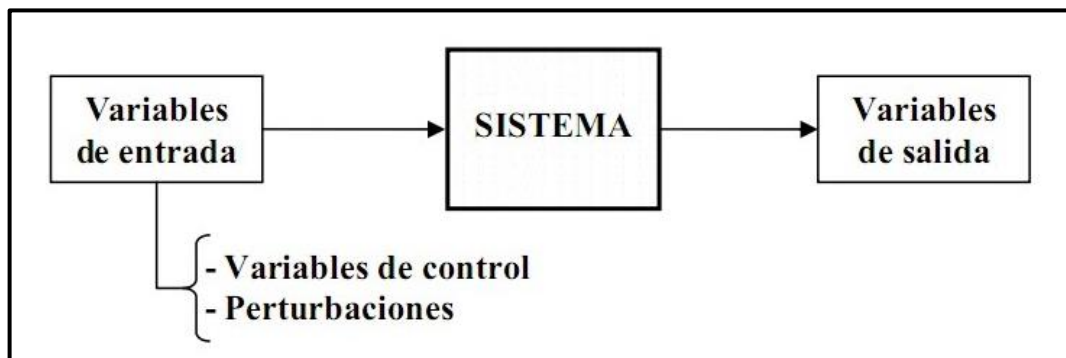 Variables
de entrada
SISTEMA
Variables
de salida
- Variables de control
- Perturbaciones